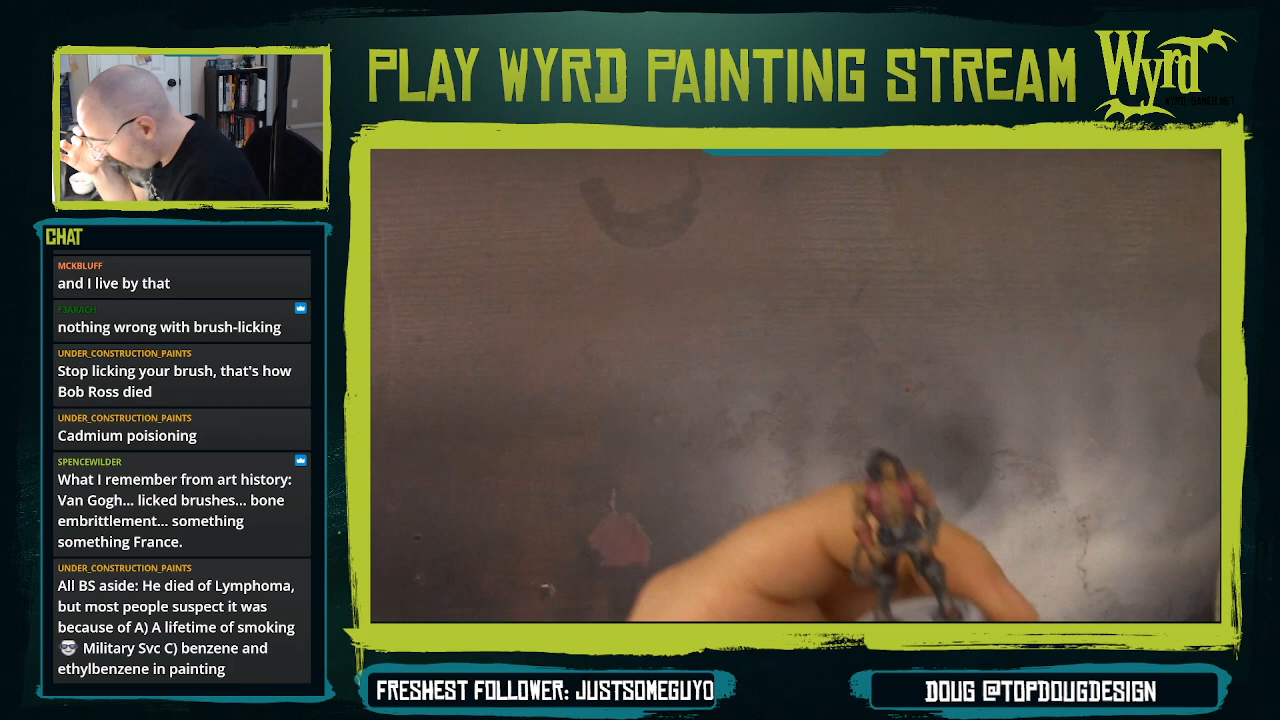 PLAY WYRD PAINTING STREAM
Wyrd
CHAT
MCKBLUFF
and I live by that
F3ARACH
nothing wrong with brush-licking
UNDER_CONSTRUCTION_PAINTS
Stop licking your brush, that's how
Bob Ross died
UNDER_CONSTRUCTION_PAINTS
Cadmium poisioning
SPENCEWILDER
What I remember from art history:
Van Gogh... licked brushes... bone
embrittlement... something
something France.
UNDER_CONSTRUCTION_PAINTS
All BS aside: He died of Lymphoma,
but most people suspect it was
because of A) A lifetime of smoking
😎 Military svc C) benzene and
ethylbenzene in painting
FRESHEST FOLLOWER: JUSTSOMEGUYO
DOUG @TOPDOUGDESIGN